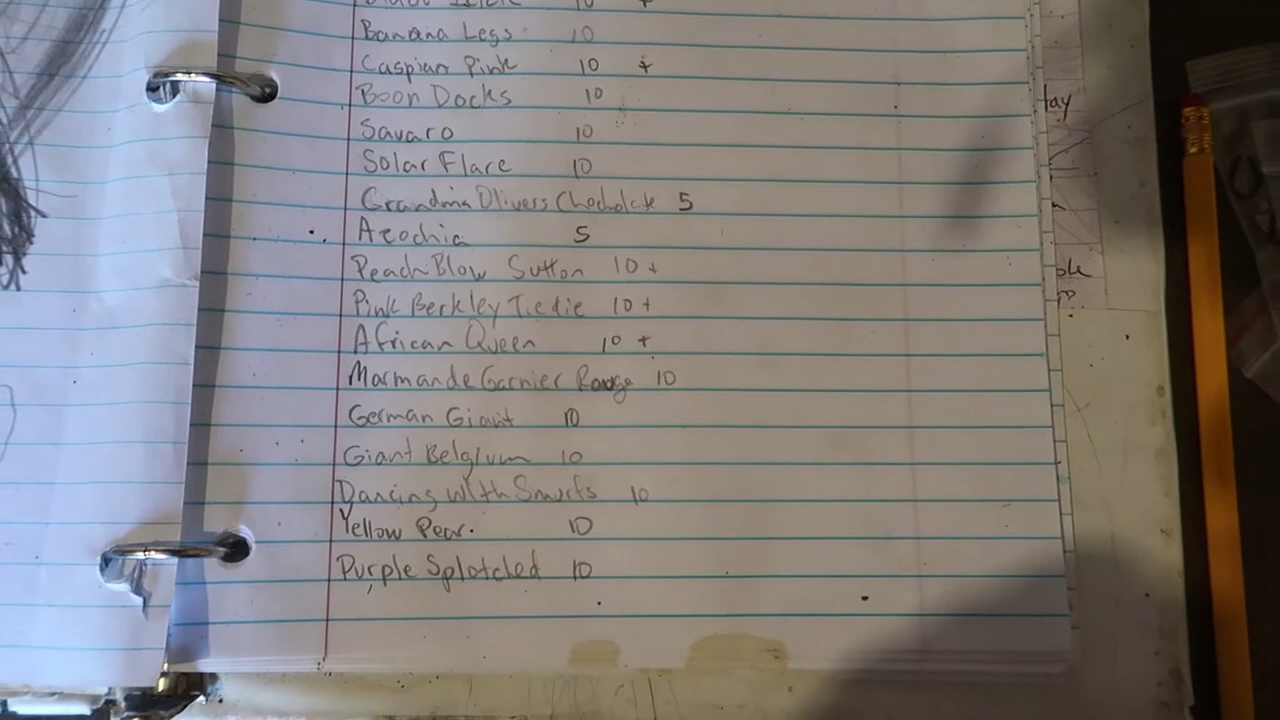 Banana Legs 10
Caspian Pink 10 +
Boon Docks 10
Savaro 10
Solar Flare 10
Grandma Olivers Chocholate 5
Azochia 5
Peach Blow Sutton 10 +
Pink Berkley Tiedie 10 +
African Queen 10 +
Marmande Garnier Rouge 10
German Giant 10
Giant Belgium 10
Dancing With Smurfs 10
Yellow Pear. 10
Purple Splotched 10